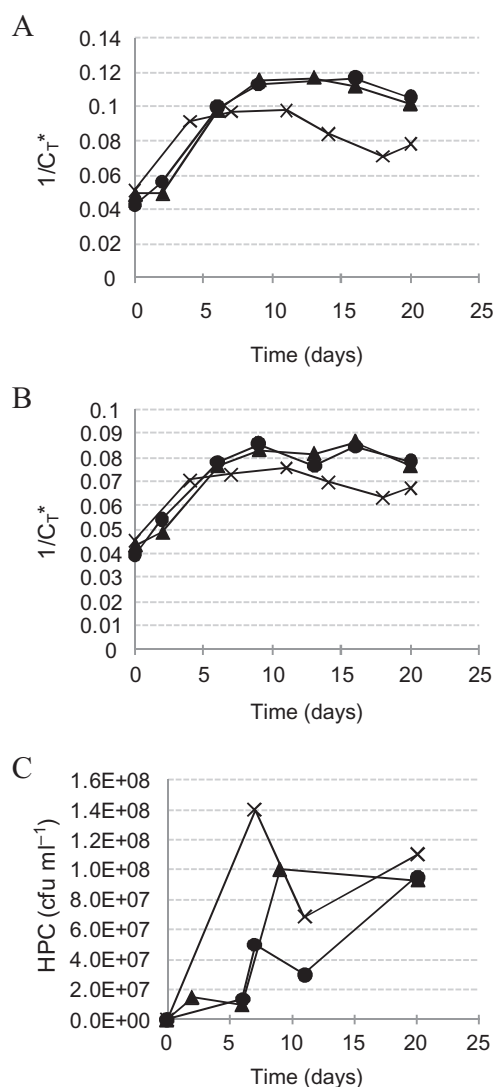 A
0.14
0.12
0.1
0.08
0.06
0.04
0.02
0
1/CT*
0 5 10 15 20 25
Time (days)
B
0.1
0.09
0.08
0.07
0.06
0.05
0.04
0.03
0.02
0.01
0
1/CT*
0 5 10 15 20 25
Time (days)
C
1.6E+08
1.4E+08
1.2E+08
1.0E+08
8.0E+07
6.0E+07
4.0E+07
2.0E+07
0.0E+00
HPC (cfu ml⁻¹)
0 5 10 15 20 25
Time (days)